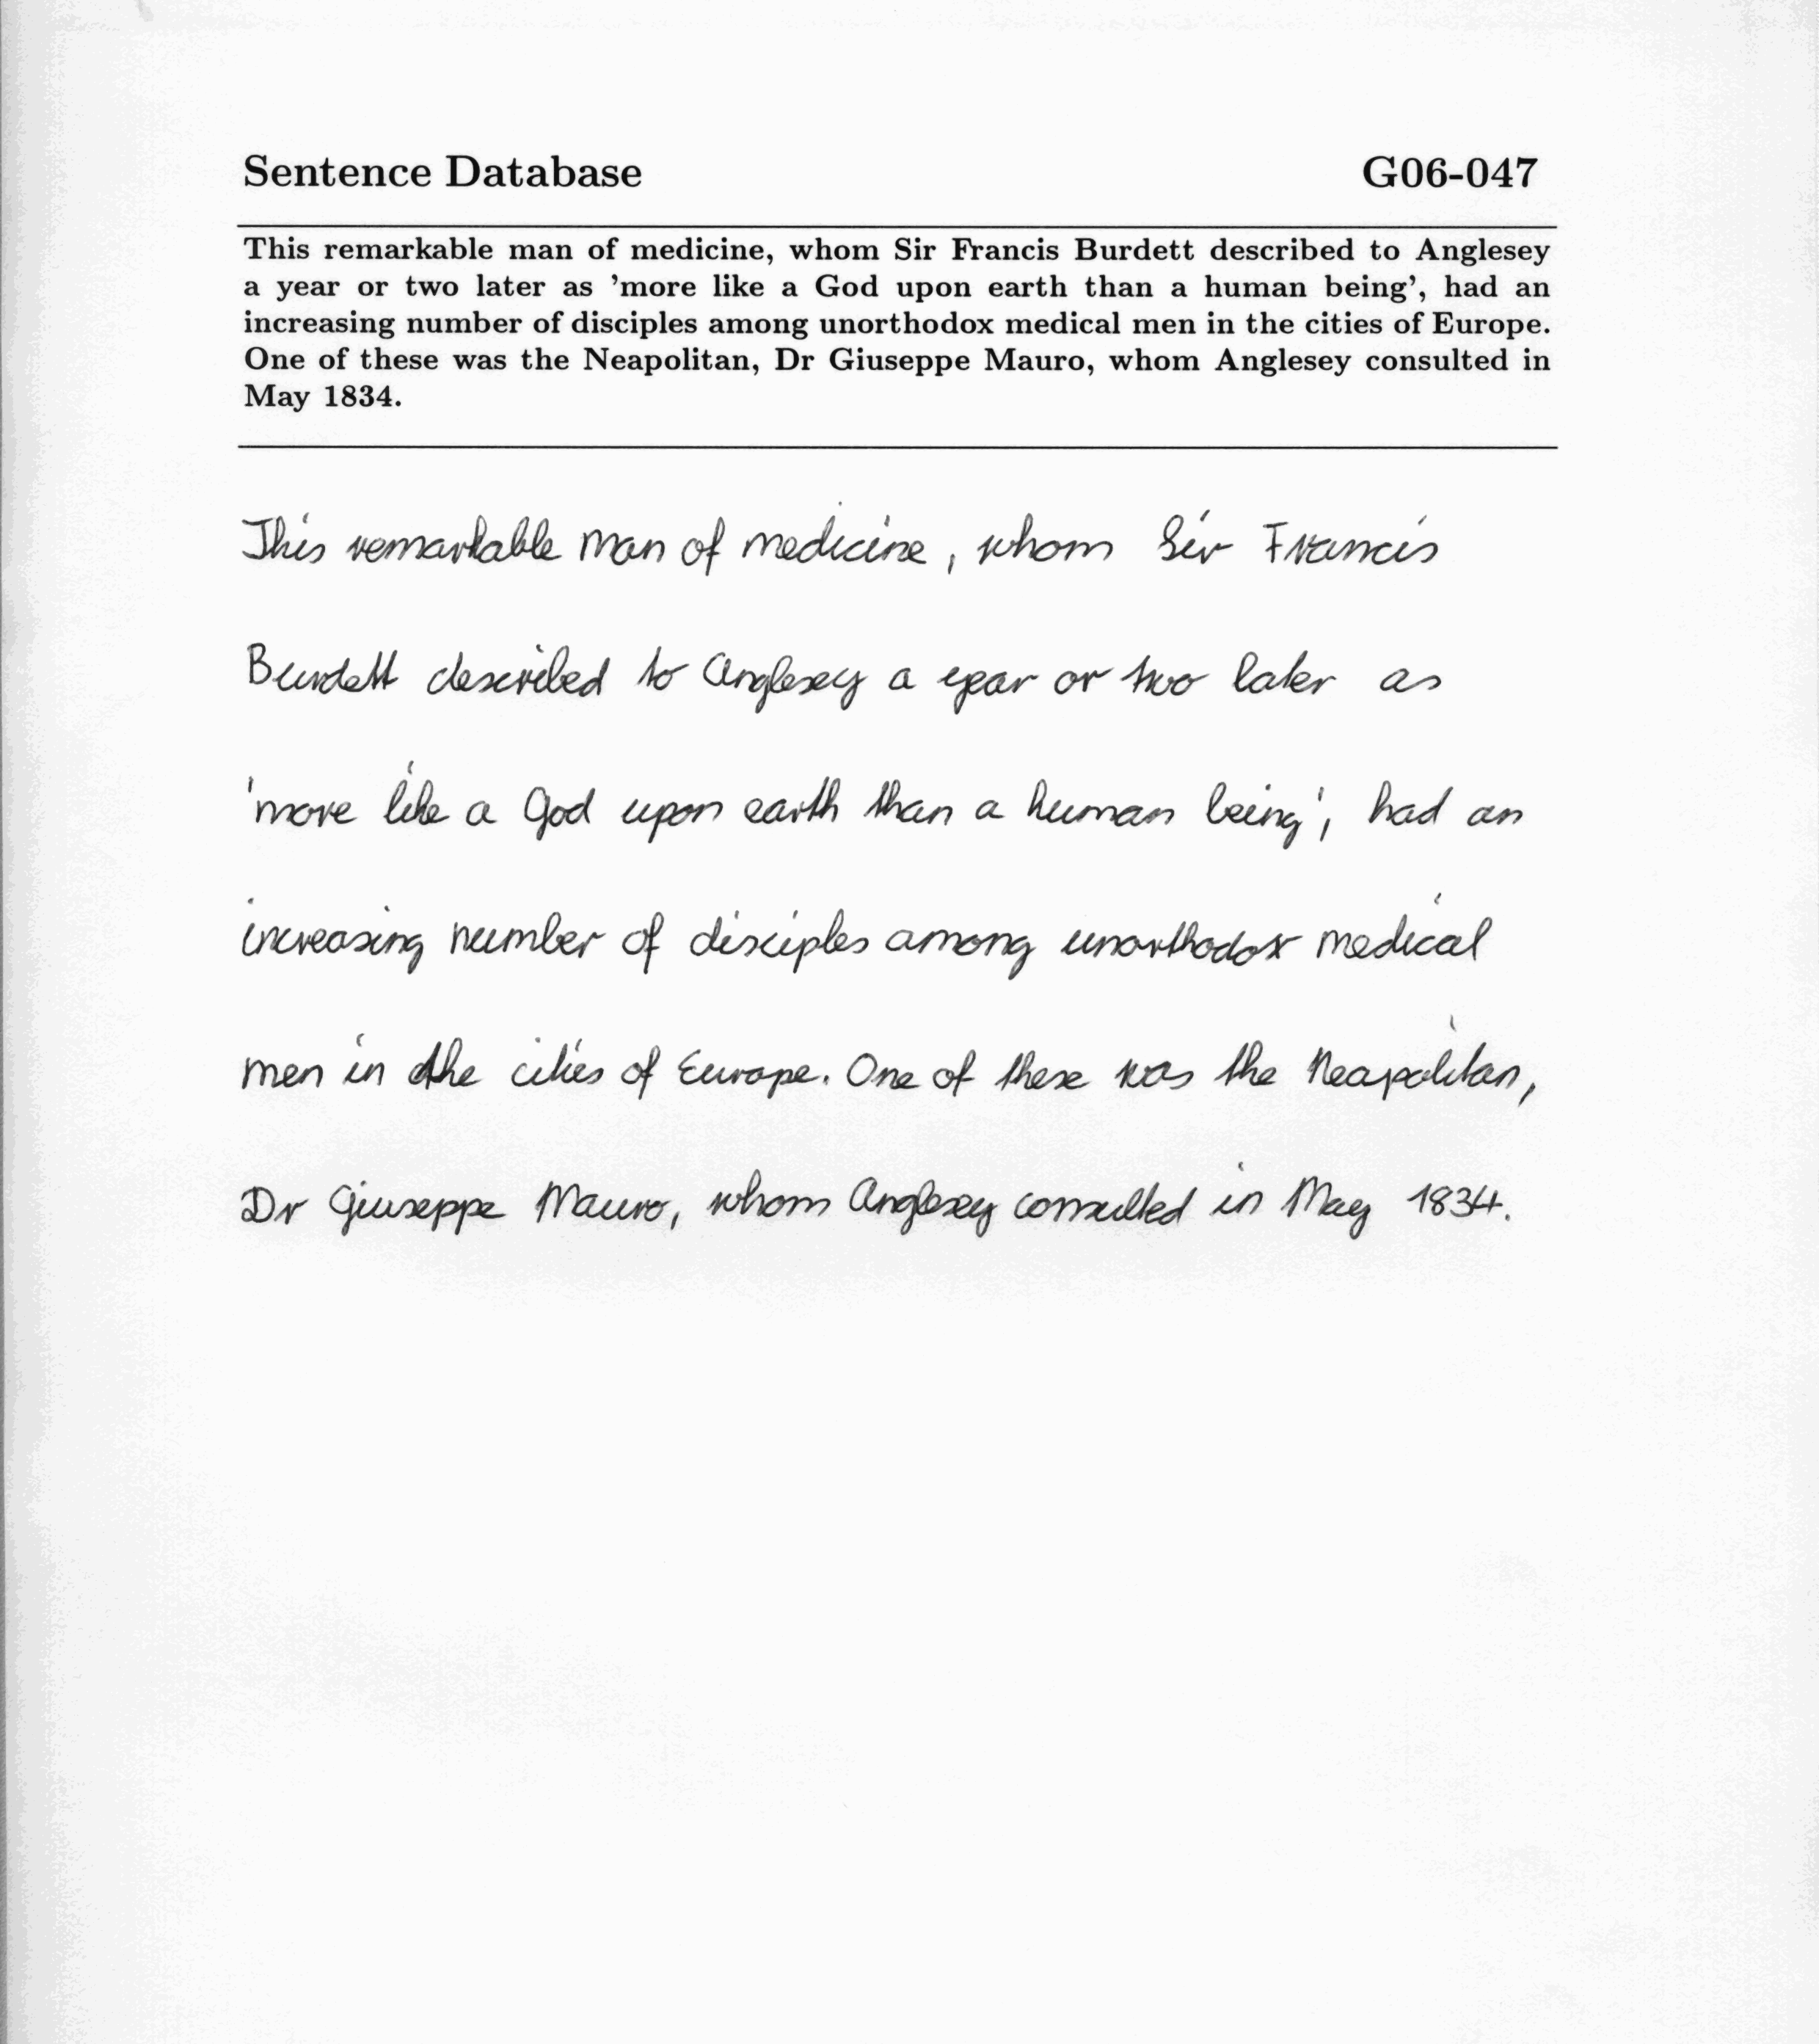 Sentence Database G06-047
This remarkable man of medicine, whom Sir Francis Burdett described to Anglesey
a year or two later as 'more like a God upon earth than a human being', had an
increasing number of disciples among unorthodox medical men in the cities of Europe.
One of these was the Neapolitan, Dr Giuseppe Mauro, whom Anglesey consulted in
May 1834.
This remarkable man of medicine, whom Sir Francis
Burdett described to Anglesey a year or two later as
'more like a God upon earth than a human being', had an
increasing number of disciples among unorthodox medical
men in the cities of Europe. One of these was the Neapolitan,
Dr Giuseppe Mauro, whom Anglesey consulted in May 1834.